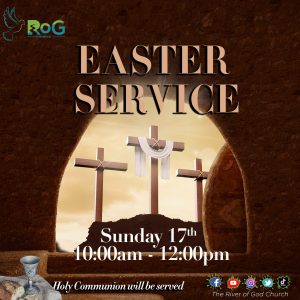 RoG
EASTER
SERVICE
Sunday 17th
10:00am - 12:00pm
Holy Communion will be served
The River of God Church